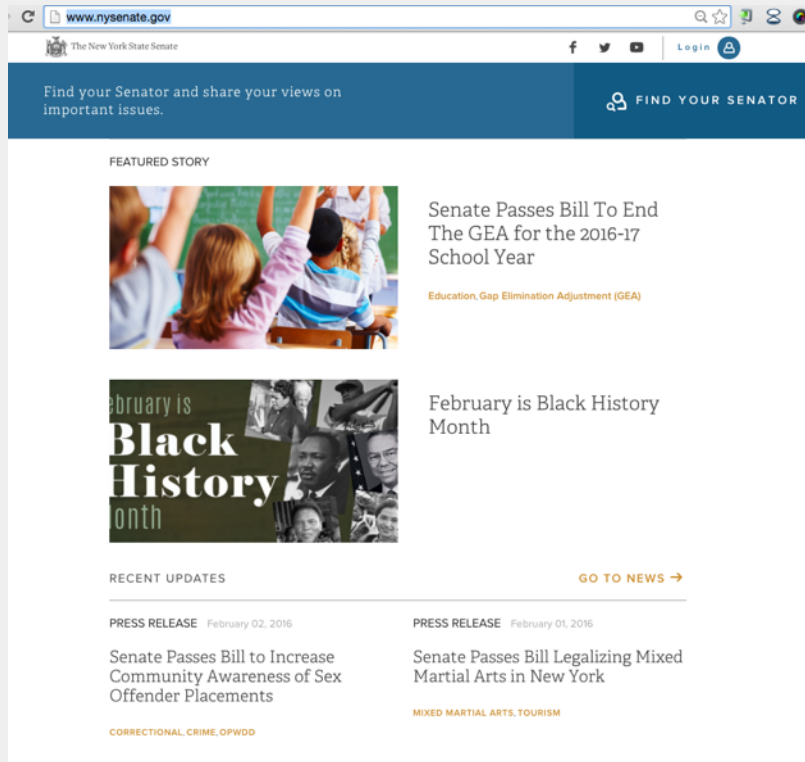 www.nysenate.gov
The New York State Senate
Login
Find your Senator and share your views on
important issues.
FIND YOUR SENATOR
FEATURED STORY
Senate Passes Bill To End
The GEA for the 2016-17
School Year
Education, Gap Elimination Adjustment (GEA)
ebruary is
Black
History
onth
February is Black History
Month
RECENT UPDATES
GO TO NEWS →
PRESS RELEASE February 02, 2016
Senate Passes Bill to Increase
Community Awareness of Sex
Offender Placements
CORRECTIONAL, CRIME, OPWDD
PRESS RELEASE February 01, 2016
Senate Passes Bill Legalizing Mixed
Martial Arts in New York
MIXED MARTIAL ARTS, TOURISM